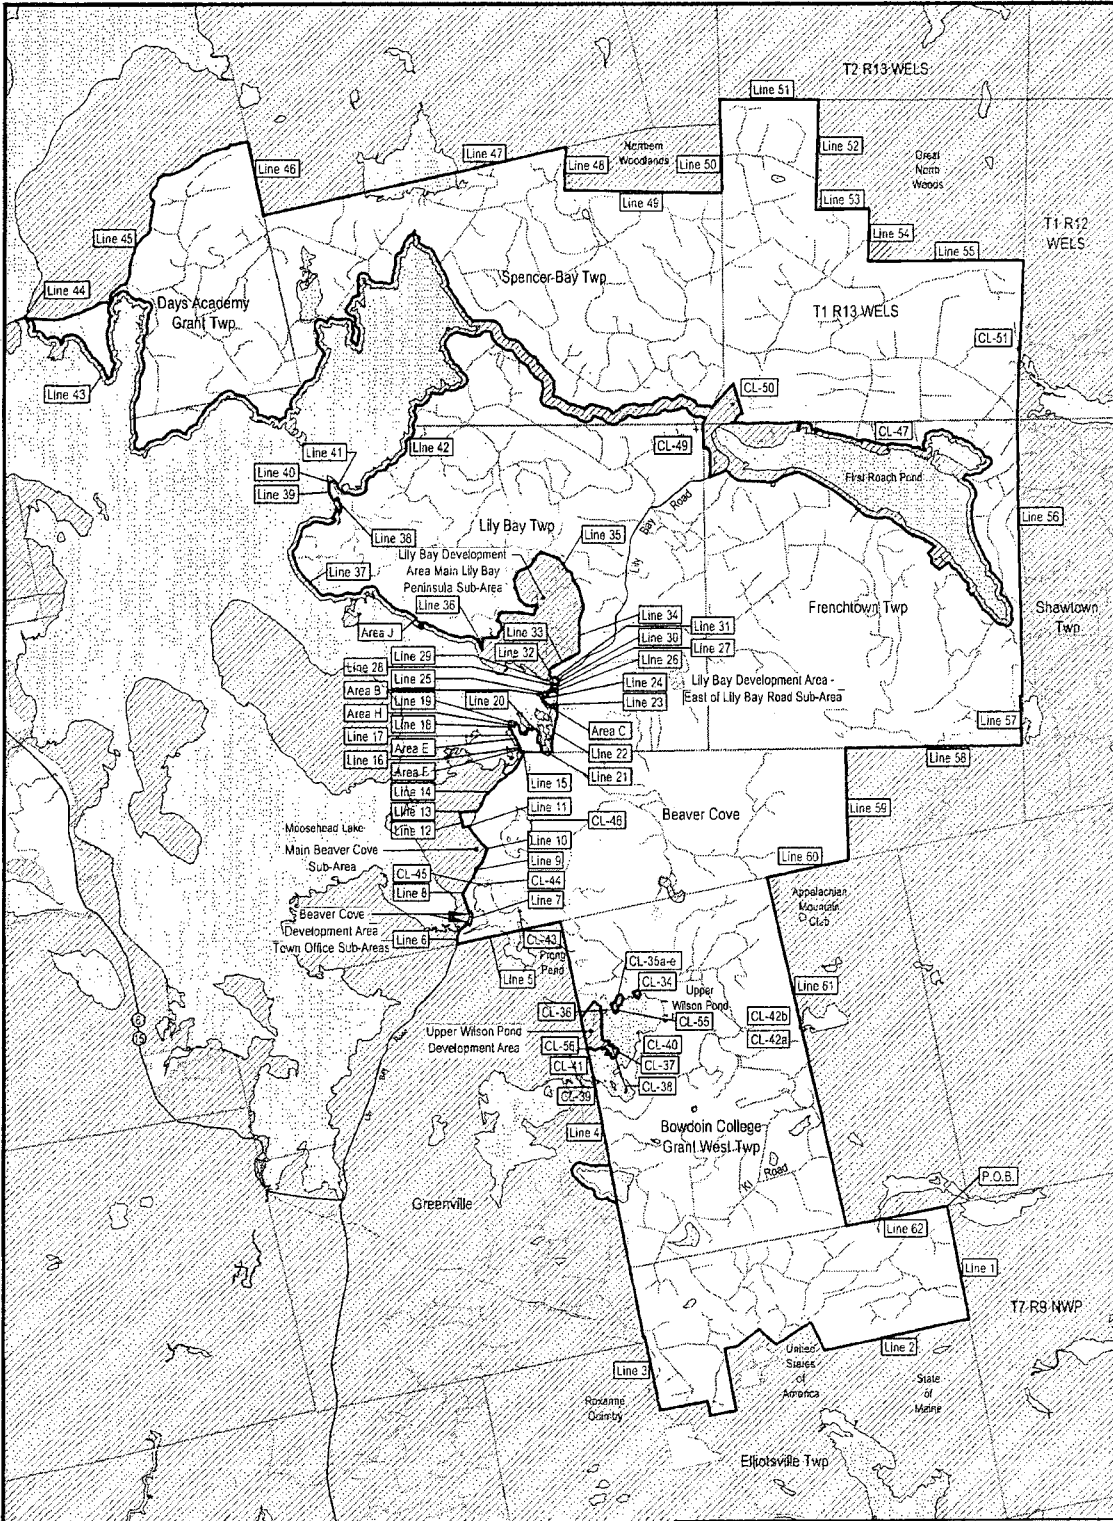 T2 R13 WELS
Line 51
Line 52
Line 46
Line 47
Line 48
Northern
Woodlands
Line 50
Great
North
Woods
Line 49
Line 53
Line 54
T1 R12
WELS
Line 45
Line 55
Line 44
Days Academy
Grant Twp
Spencer Bay Twp
T1 R13 WELS
CL-51
Line 43
CL-50
Line 41
Line 42
CL-49
CL-47
Line 40
Line 39
First Roach Pond
Line 38
Lily Bay Road
Line 56
Lily Bay Twp
Line 35
Lily Bay Development
Area Main Lily Bay
Peninsula Sub-Area
Line 37
Line 36
Frenchtown Twp
Shawtown
Twp
Area J
Line 33
Line 34
Line 31
Line 32
Line 30
Line 27
Line 29
Line 28
Line 26
Line 25
Line 24
Lily Bay Development Area -
East of Lily Bay Road Sub-Area
Area B
Line 20
Line 23
Line 19
Area H
Line 18
Area C
Line 57
Line 17
Area E
Line 22
Line 16
Area F
Line 21
Line 58
Line 15
Line 14
Line 13
Line 11
Line 59
Line 12
CL-46
Beaver Cove
Moosehead Lake
Main Beaver Cove
Sub-Area
Line 10
Line 9
Line 60
CL-45
CL-44
Line 8
Line 7
Appalachian
Mountain
Club
Beaver Cove
Development Area
Town Office Sub-Areas
Line 6
CL-43
Prong
Pond
Line 5
CL-35a-e
CL-34
Line 61
Upper
Wilson Pond
CL-36
CL-55
CL-42b
Upper Wilson Pond
Development Area
CL-56
CL-40
CL-42a
CL-41
CL-37
CL-39
CL-38
6
15
Line 4
Bowdoin College
Grant West Twp
KI Road
P.O.B.
Greenville
Line 62
Line 1
T7 R9 NWP
Line 2
Line 3
United
States
of
America
State
of
Maine
Roxanne
Quimby
Elliotsville Twp